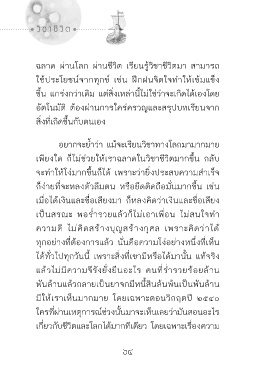 วิชาชีวิต
ฉลาด ผ่านโลก ผ่านชีวิต เรียนรู้วิชาชีวิตมา สามารถ
ใช้ประโยชน์จากทุกข์ เช่น ฝึกฝนจิตใจทำให้เข้มแข็ง
ขึ้น แกร่งกว่าเดิม แต่สิ่งเหล่านี้ไม่ใช่ว่าจะเกิดได้เองโดย
อัตโนมัติ ต้องผ่านการใคร่ครวญและสรุปบทเรียนจาก
สิ่งที่เกิดขึ้นกับตนเอง
อยากจะย้ำว่า แม้จะเรียนวิชาทางโลกมามากมาย
เพียงใด ก็ไม่ช่วยให้เราฉลาดในวิชาชีวิตมากขึ้น กลับ
จะทำให้โง่มากขึ้นก็ได้ เพราะว่ายิ่งประสบความสำเร็จ
ก็ง่ายที่จะหลงตัวลืมตน หรือยึดติดถือมั่นมากขึ้น เช่น
เมื่อได้เงินและชื่อเสียงมา ก็หลงคิดว่าเงินและชื่อเสียง
เป็นสรณะ พอร่ำรวยแล้วก็ไม่เอาเพื่อน ไม่สนใจทำ
ความดี ไม่คิดสร้างบุญสร้างกุศล เพราะคิดว่าได้
ทุกอย่างที่ต้องการแล้ว นั่นคือความโง่อย่างหนึ่งที่เห็น
ได้ทั่วไปทุกวันนี้ เพราะสิ่งที่เขามีหรือได้มานั้น แท้จริง
แล้วไม่มีความจีรังยั่งยืนอะไร คนที่ร่ำรวยร้อยล้าน
พันล้านแล้วกลายเป็นยาจกมีหนี้สินล้นพ้นเป็นพันล้าน
มีให้เราเห็นมากมาย โดยเฉพาะตอนวิกฤตปี ๒๕๔๐
ใครที่ผ่านเหตุการณ์ช่วงนั้นมาจะเห็นเลยว่ามันสอนอะไร
เกี่ยวกับชีวิตและโลกได้มากทีเดียว โดยเฉพาะเรื่องความ
๖๔